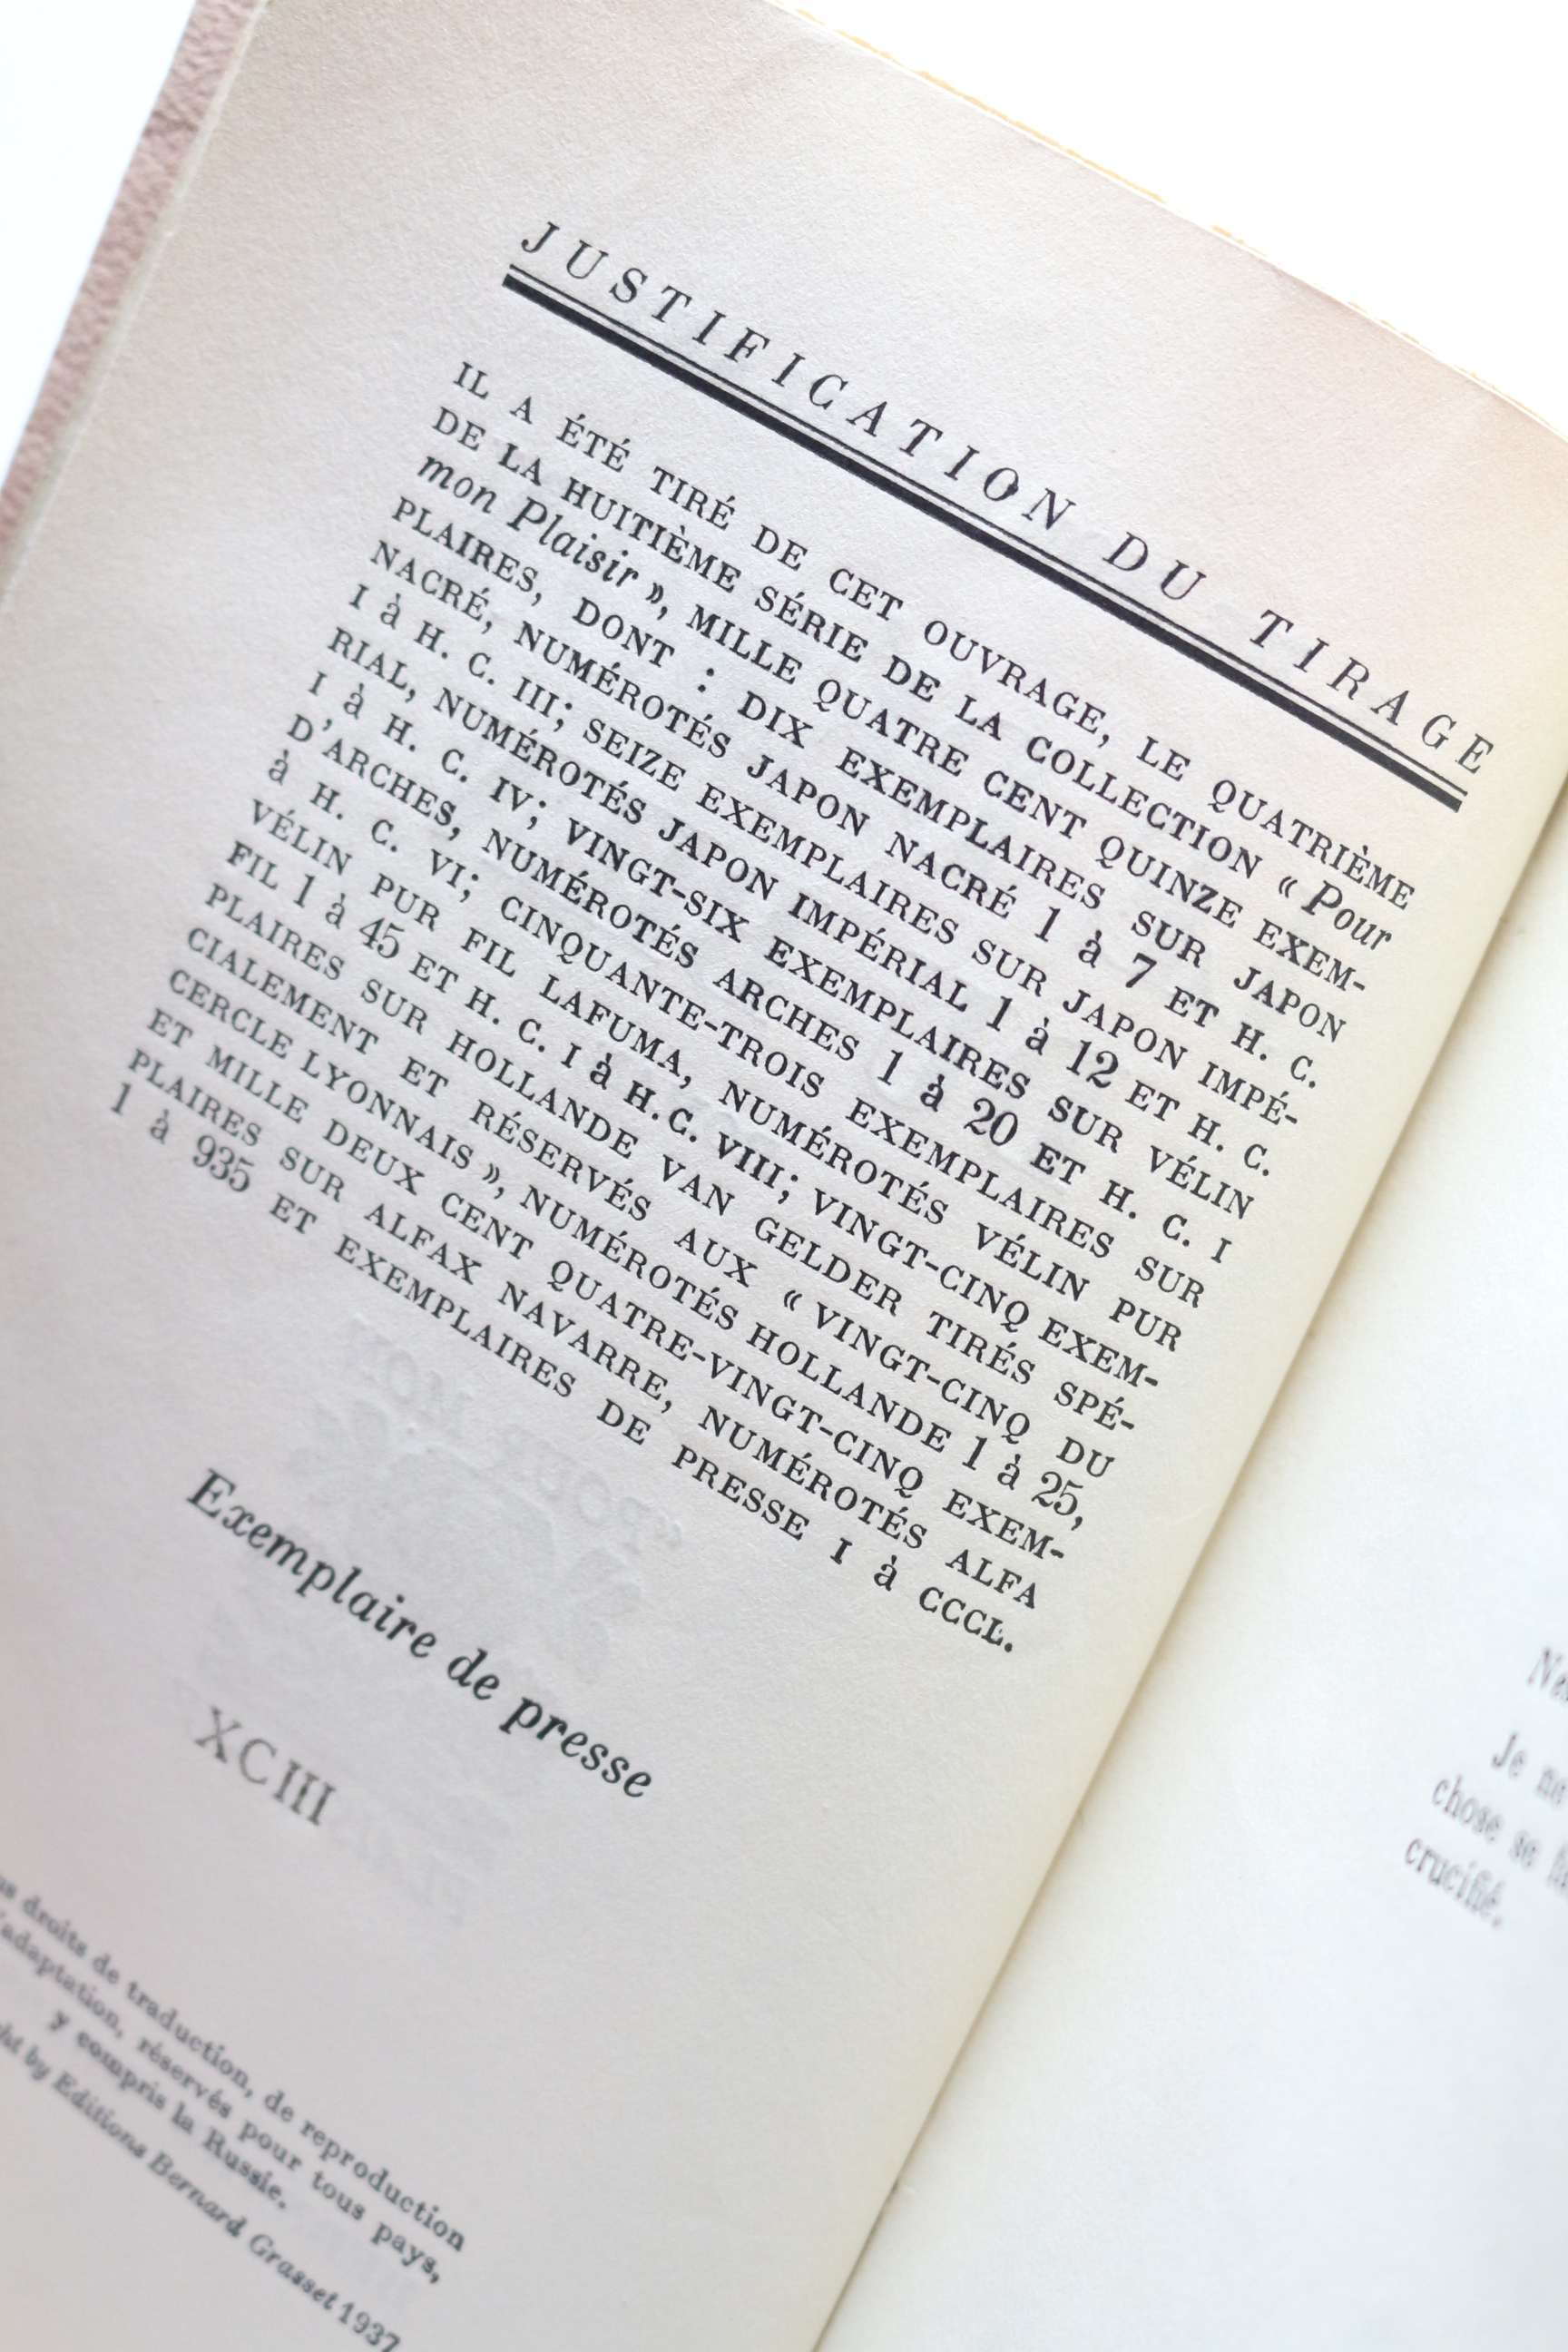 JUSTIFICATION DU TIRAGE
IL A ÉTÉ TIRÉ DE CET OUVRAGE, LE QUATRIÈME
DE LA HUITIÈME SÉRIE DE LA COLLECTION « Pour
mon Plaisir », MILLE QUATRE CENT QUINZE EXEM-
PLAIRES, DONT : DIX EXEMPLAIRES SUR JAPON
NACRÉ, NUMÉROTÉS JAPON NACRÉ 1 à 7 ET H. C.
I à H. C. III; SEIZE EXEMPLAIRES SUR JAPON IMPÉ-
RIAL, NUMÉROTÉS JAPON IMPÉRIAL 1 à 12 ET H. C.
I à H. C. IV; VINGT-SIX EXEMPLAIRES SUR VÉLIN
D'ARCHES, NUMÉROTÉS ARCHES 1 à 20 ET H. C. I
à H. C. VI; CINQUANTE-TROIS EXEMPLAIRES SUR
VÉLIN PUR FIL LAFUMA, NUMÉROTÉS VÉLIN PUR
FIL 1 à 45 ET H. C. I à H. C. VIII; VINGT-CINQ EXEM-
PLAIRES SUR HOLLANDE VAN GELDER TIRÉS SPÉ-
CIALEMENT ET RÉSERVÉS AUX « VINGT-CINQ DU
CERCLE LYONNAIS », NUMÉROTÉS HOLLANDE 1 à 25,
ET MILLE DEUX CENT QUATRE-VINGT-CINQ EXEM-
PLAIRES SUR ALFAX NAVARRE, NUMÉROTÉS ALFA
1 à 935 ET EXEMPLAIRES DE PRESSE I à CCCL.
Exemplaire de presse
XCIII
droits de traduction, de reproduction
d'adaptation, réservés pour tous pays,
y compris la Russie.
by Editions Bernard Grasset 1937
Je ne
chose se
crucifié.